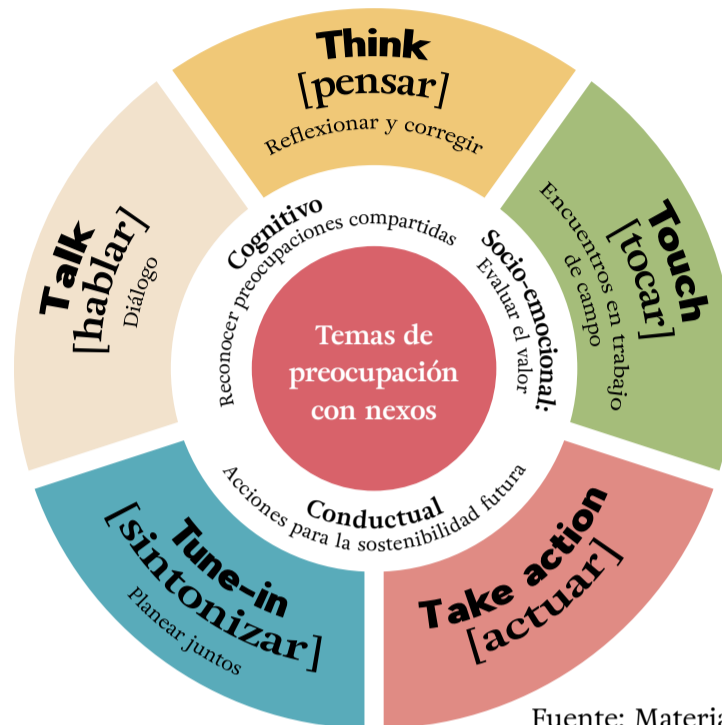 Think
[pensar]
Reflexionar y corregir
Touch
[tocar]
Encuentros en trabajo
de campo
Take action
[actuar]
Tune-in
[sintonizar]
Planear juntos
Talk
[hablar]
Diálogo
Cognitivo
Reconocer preocupaciones compartidas
Socio-emocional:
Evaluar el valor
Conductual
Acciones para la sostenibilidad futura
Temas de
preocupación
con nexos
Fuente: Materia